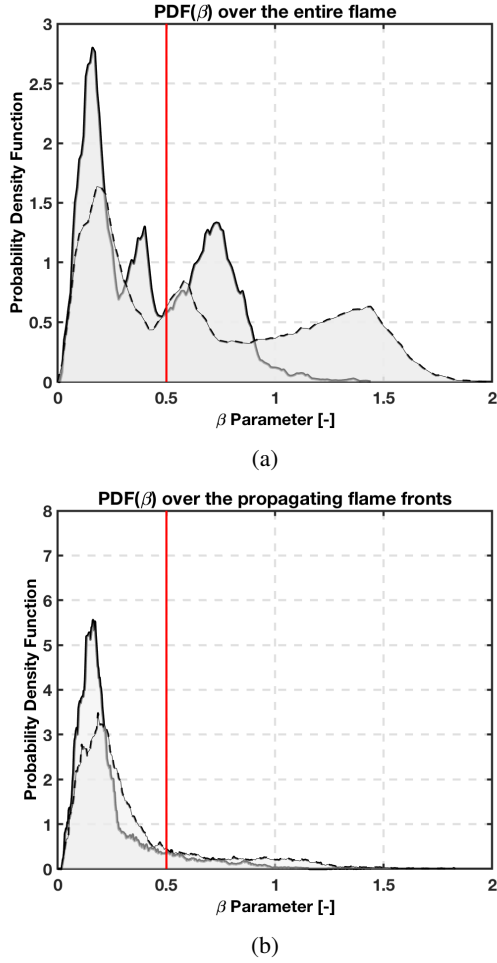 PDF(β) over the entire flame
Probability Density Function
3
2.5
2
1.5
1
0.5
0
0 0.5 1 1.5 2
β Parameter [-]
(a)
PDF(β) over the propagating flame fronts
Probability Density Function
8
7
6
5
4
3
2
1
0
0 0.5 1 1.5 2
β Parameter [-]
(b)